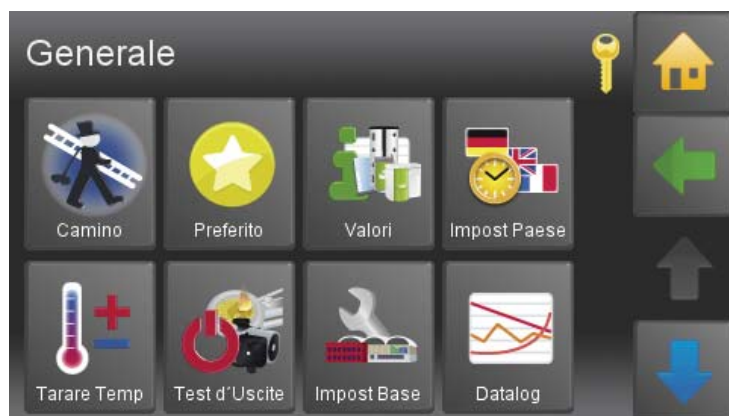 Generale
Camino
Preferito
Valori
Impost Paese
Tarare Temp
Test d´Uscite
Impost Base
Datalog